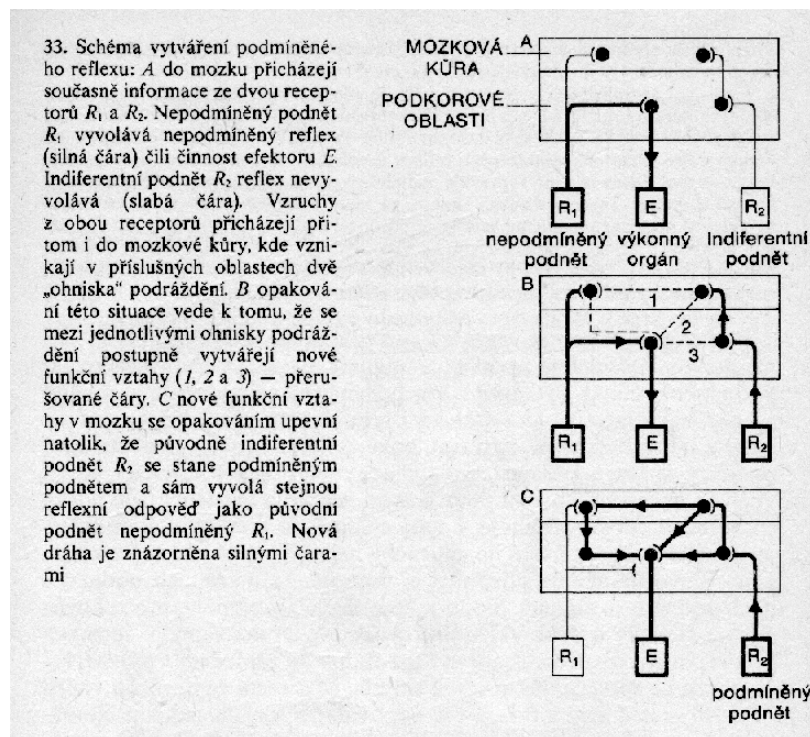 33. Schéma vytváření podmíněné-
ho reflexu: A do mozku přicházejí
současně informace ze dvou recep-
torů R₁ a R₂. Nepodmíněný podnět
R₁ vyvolává nepodmíněný reflex
(silná čára) čili činnost efektoru E.
Indiferentní podnět R₂ reflex nevy-
volává (slabá čára). Vzruchy
z obou receptorů přicházejí při-
tom i do mozkové kůry, kde vzni-
kají v příslušných oblastech dvě
„ohniska“ podráždění, B opaková-
ní této situace vede k tomu, že se
mezi jednotlivými ohnisky podráž-
dění postupně vytvářejí nové
funkční vztahy (1, 2 a 3) — přeru-
šované čáry. C nové funkční vzta-
hy v mozku se opakováním upevní
natolik, že původně indiferentní
podnět R₂ se stane podmíněným
podnětem a sám vyvolá stejnou
reflexní odpověď jako původní
podnět nepodmíněný R₁. Nová
dráha je znázorněna silnými čara-
mi
MOZKOVÁ
KŮRA
A
PODKOROVÉ
OBLASTI
R₁
E
R₂
nepodmíněný
podnět
výkonný
orgán
Indiferentní
podnět
B
1
2
3
R₁
E
R₂
C
R₁
E
R₂
podmíněný
podnět